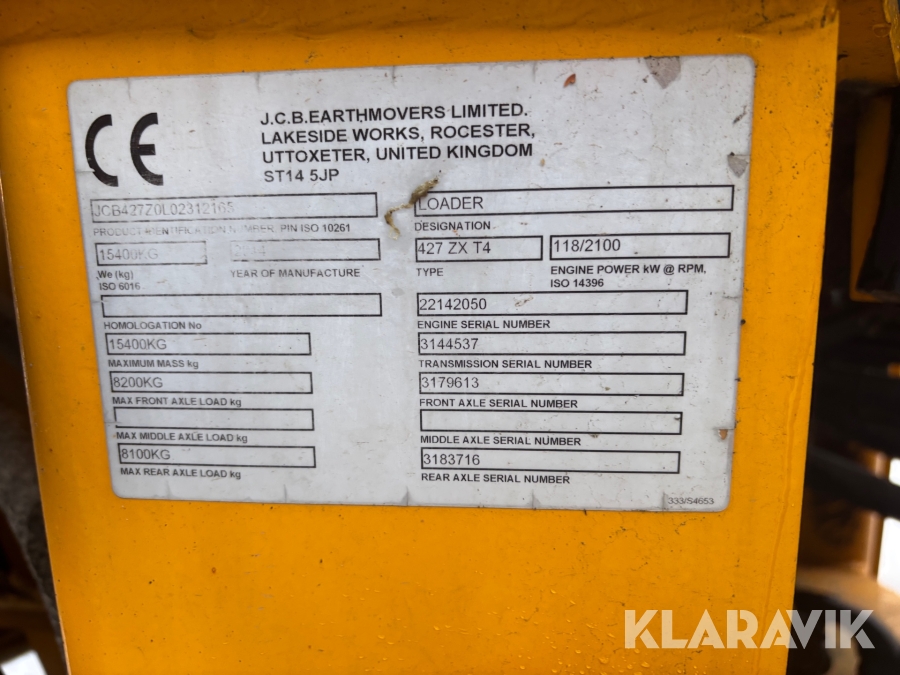 CE
J.C.B.EARTHMOVERS LIMITED.
LAKESIDE WORKS, ROCESTER,
UTTOXETER, UNITED KINGDOM
ST14 5JP
JCB427Z0L02312165
PRODUCT IDENTIFICATION NUMBER, PIN ISO 10261
15400KG
We (kg)
ISO 6016
YEAR OF MANUFACTURE
HOMOLOGATION No
15400KG
MAXIMUM MASS kg
8200KG
MAX FRONT AXLE LOAD kg
MAX MIDDLE AXLE LOAD kg
8100KG
MAX REAR AXLE LOAD kg
LOADER
DESIGNATION
427 ZX T4
TYPE
118/2100
ENGINE POWER kW @ RPM,
ISO 14396
22142050
ENGINE SERIAL NUMBER
3144537
TRANSMISSION SERIAL NUMBER
3179613
FRONT AXLE SERIAL NUMBER
MIDDLE AXLE SERIAL NUMBER
3183716
REAR AXLE SERIAL NUMBER
333/S4653
KLARAVIK